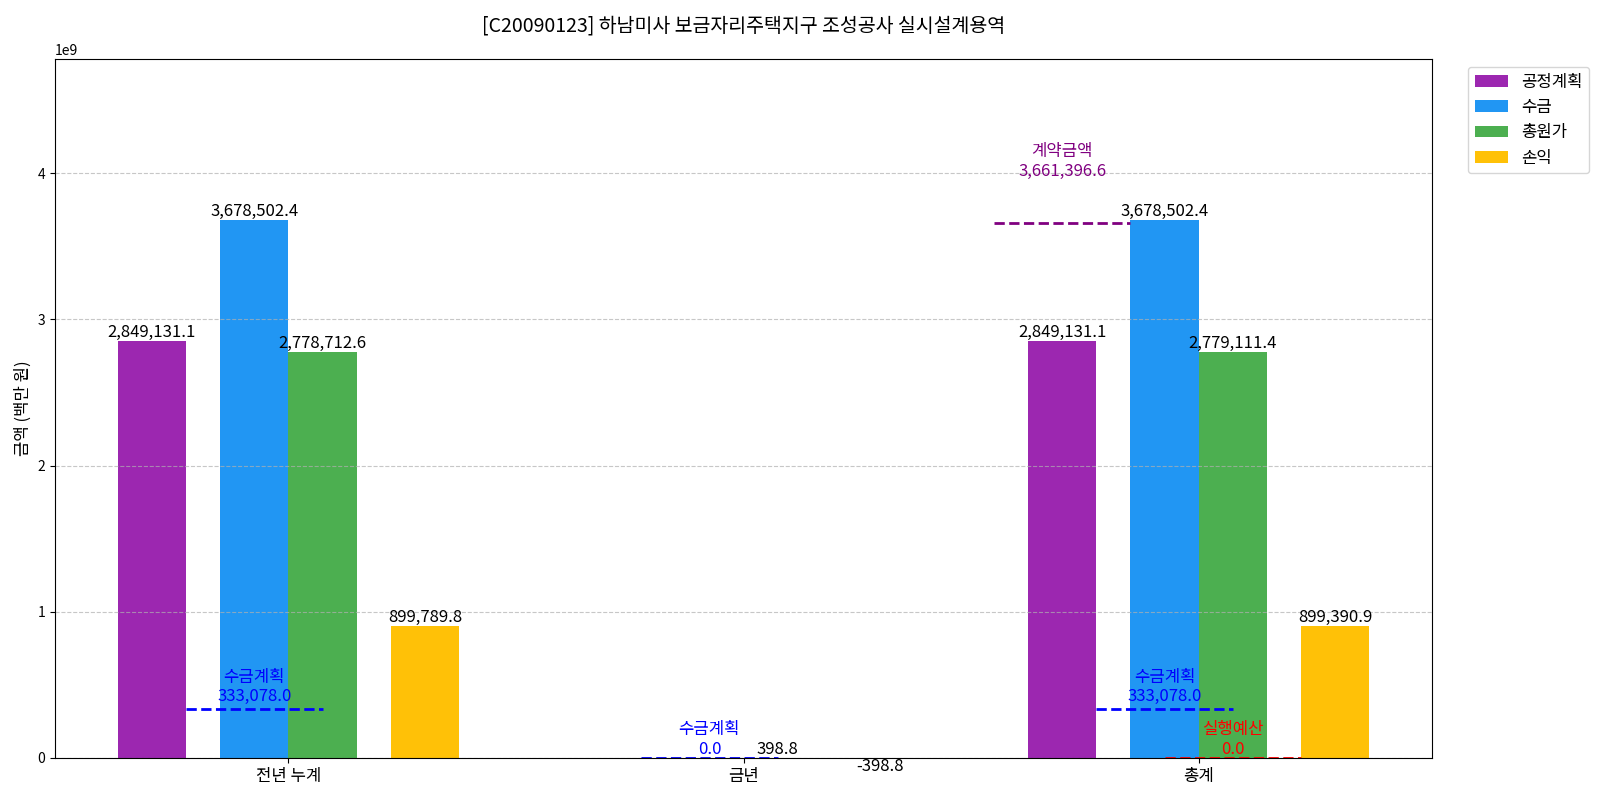 [C20090123] 하남미사 보금자리주택지구 조성공사 실시설계용역
1e9
금액 (백만 원)
4
3
2
1
0
공정계획
수금
총원가
손익
2,849,131.1
3,678,502.4
2,778,712.6
899,789.8
수금계획
333,078.0
전년 누계
수금계획
0.0
398.8
-398.8
금년
계약금액
3,661,396.6
2,849,131.1
3,678,502.4
2,779,111.4
899,390.9
수금계획
333,078.0
실행예산
0.0
총계